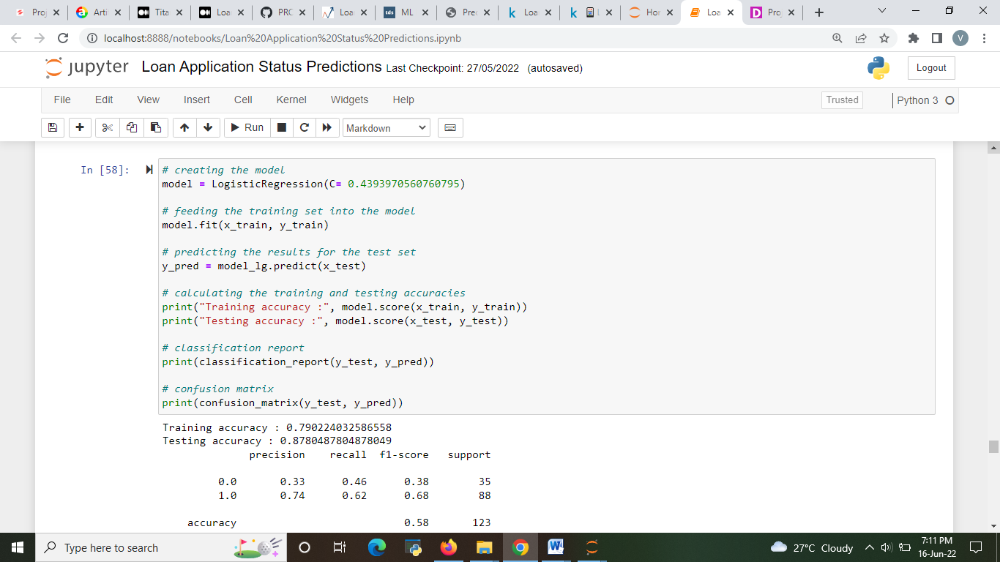 Proj
Arti
Tita
Loa
PRC
Loa
ML
Prec
Loa
L
Hor
Loa
Pro
localhost:8888/notebooks/Loan%20Application%20Status%20Predictions.ipynb
V
jupyter Loan Application Status Predictions Last Checkpoint: 27/05/2022 (autosaved)
Logout
File Edit View Insert Cell Kernel Widgets Help
Trusted
Python 3
Run
Markdown
In [58]:
# creating the model
model = LogisticRegression(C= 0.4393970560760795)
# feeding the training set into the model
model.fit(x_train, y_train)
# predicting the results for the test set
y_pred = model_lg.predict(x_test)
# calculating the training and testing accuracies
print("Training accuracy :", model.score(x_train, y_train))
print("Testing accuracy :", model.score(x_test, y_test))
# classification report
print(classification_report(y_test, y_pred))
# confusion matrix
print(confusion_matrix(y_test, y_pred))
Training accuracy : 0.790224032586558
Testing accuracy : 0.8780487804878049
precision recall f1-score support
0.0 0.33 0.46 0.38 35
1.0 0.74 0.62 0.68 88
accuracy 0.58 123
Type here to search
27°C Cloudy
7:11 PM
16-Jun-22